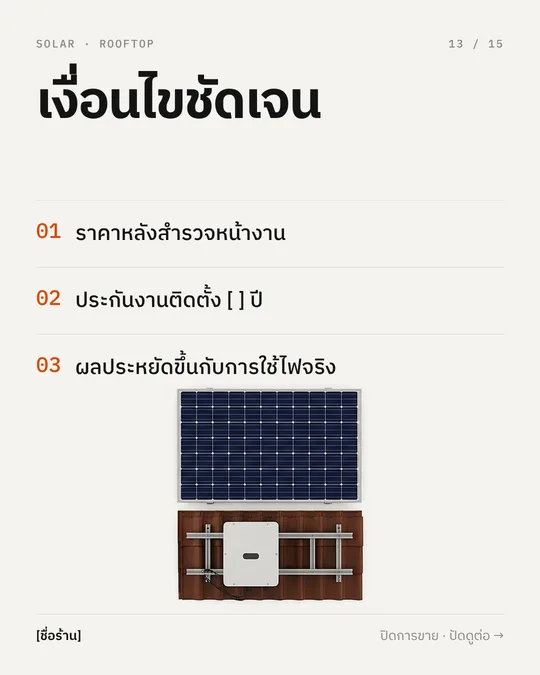 SOLAR · ROOFTOP
13 / 15
เงื่อนไขชัดเจน
01 ราคาหลังสำรวจหน้างาน
02 ประกันงานติดตั้ง [ ] ปี
03 ผลประหยัดขึ้นกับการใช้ไฟจริง
[ชื่อร้าน]
ปิดการขาย · ปัดดูต่อ →